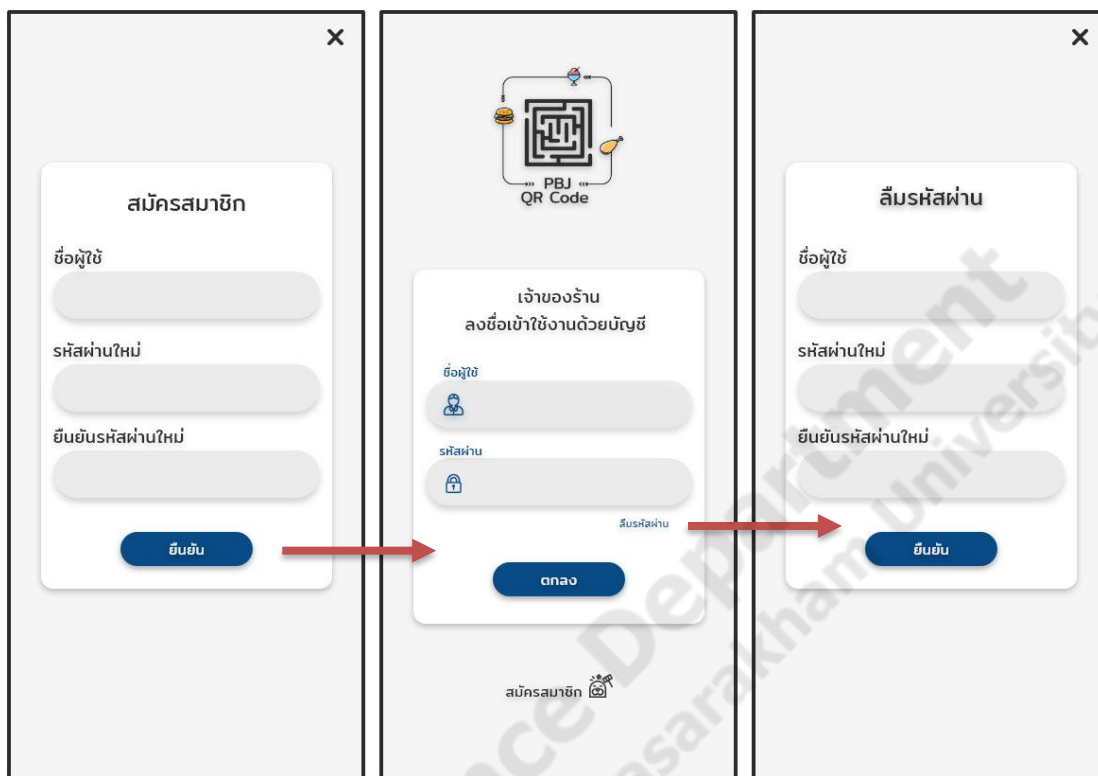 สมัครสมาชิก
ชื่อผู้ใช้
รหัสผ่านใหม่
ยืนยันรหัสผ่านใหม่
ยืนยัน
PBJ
QR Code
เจ้าของร้าน
ลงชื่อเข้าใช้งานด้วยบัญชี
ชื่อผู้ใช้
รหัสผ่าน
ลืมรหัสผ่าน
ตกลง
สมัครสมาชิก
ลืมรหัสผ่าน
ชื่อผู้ใช้
รหัสผ่านใหม่
ยืนยันรหัสผ่านใหม่
ยืนยัน
Department
University